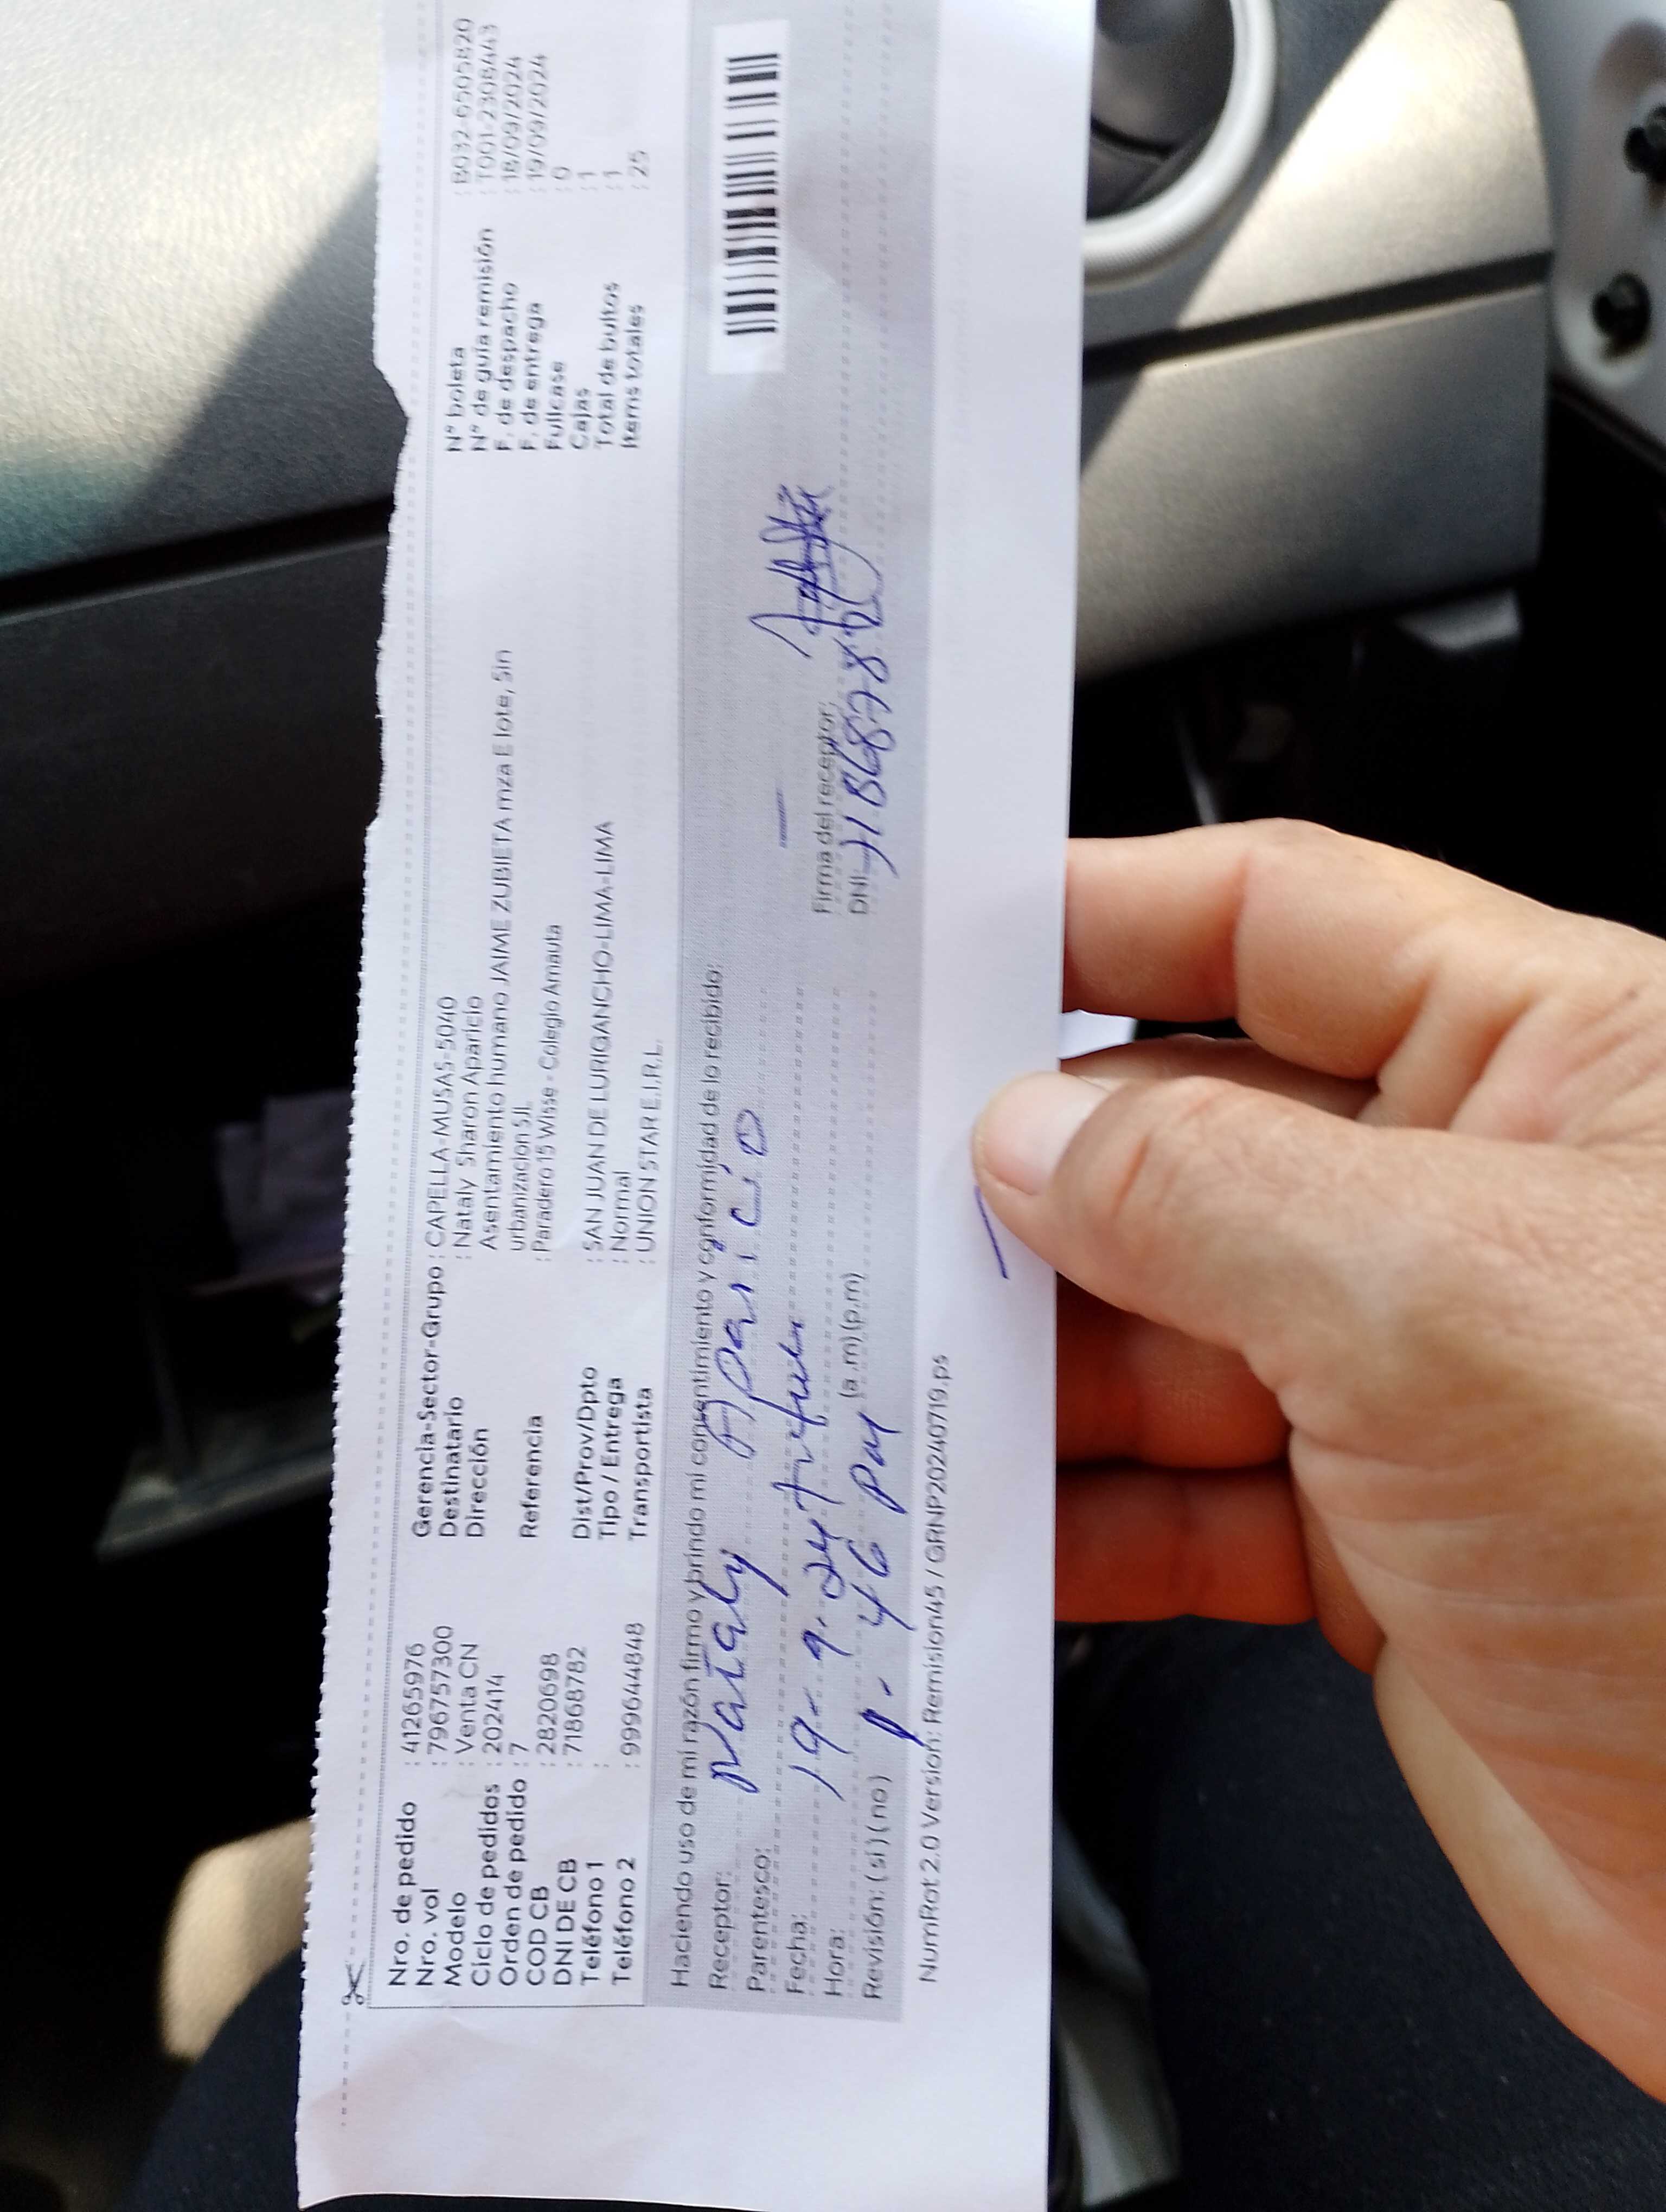 Nro. de pedido : 41265976
Nro. vol : 796757300
Modelo : Venta CN
Ciclo de pedidos : 202414
Orden de pedido : 7
COD CB : 2820698
DNI DE CB : 71868782
Teléfono 1 :
Teléfono 2 : 999644848
Gerencia-Sector-Grupo : CAPELLA-MUSAS-5040
Destinatario : Nataly Sharon Aparicio
Dirección Asentamiento humano JAIME ZUBIETA mza E lote, Sin
urbanizacion SJL
Referencia : Paradero 15 Wisse - Colegio Amauta
Dist/Prov/Dpto : SAN JUAN DE LURIGANCHO-LIMA-LIMA
Tipo / Entrega : Normal
Transportista : UNION STAR E.I.R.L.
N° boleta : B032-6505820
N° de guía remisión : T001-2308443
F. de despacho : 18/09/2024
F. de entrega : 19/09/2024
Fullcase : 0
Cajas : 1
Total de bultos : 1
Items totales : 25
Haciendo uso de mi razón firmo y brindo mi consentimiento y conformidad de lo recibido:
Receptor: Nataly Aparicio
Parentesco:
Fecha: 19-9-24
Hora: 1-46 PM (a.m)(p.m)
Revisión: (sí)(no)
Firma del receptor:
DNI 71868782
NumRot 2.0 Version: Remision45 / GRNP20240719.ps